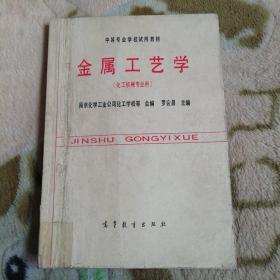 中等专业学校试用教材
金属工艺学
(化工机械专业用)
南京化学工业公司化工学校等 合编 罗云昌 主编
JINSHU GONGYIXUE
高等教育出版社